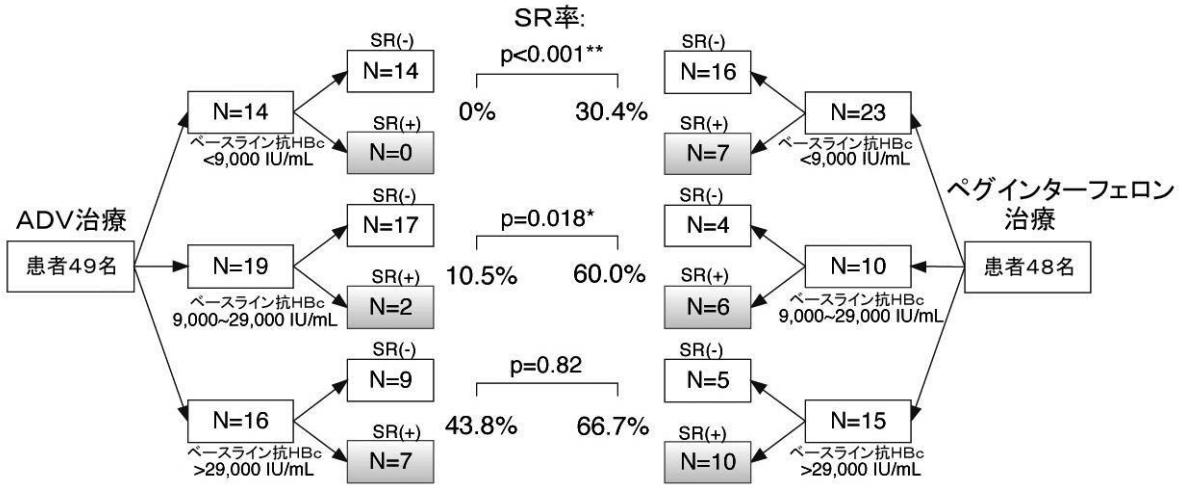 SR率:
SR(-)
N=14
p<0.001**
SR(-)
N=16
N=14
ベースライン抗HBc
<9,000 IU/mL
0%
30.4%
N=23
ベースライン抗HBc
<9,000 IU/mL
SR(+)
N=0
SR(+)
N=7
ADV治療
患者49名
ペグインターフェロン
治療
患者48名
SR(-)
N=17
p=0.018*
SR(-)
N=4
N=19
ベースライン抗HBc
9,000~29,000 IU/mL
10.5%
60.0%
N=10
ベースライン抗HBc
9,000~29,000 IU/mL
SR(+)
N=2
SR(+)
N=6
SR(-)
N=9
p=0.82
SR(-)
N=5
N=16
ベースライン抗HBc
>29,000 IU/mL
43.8%
66.7%
N=15
ベースライン抗HBc
>29,000 IU/mL
SR(+)
N=7
SR(+)
N=10